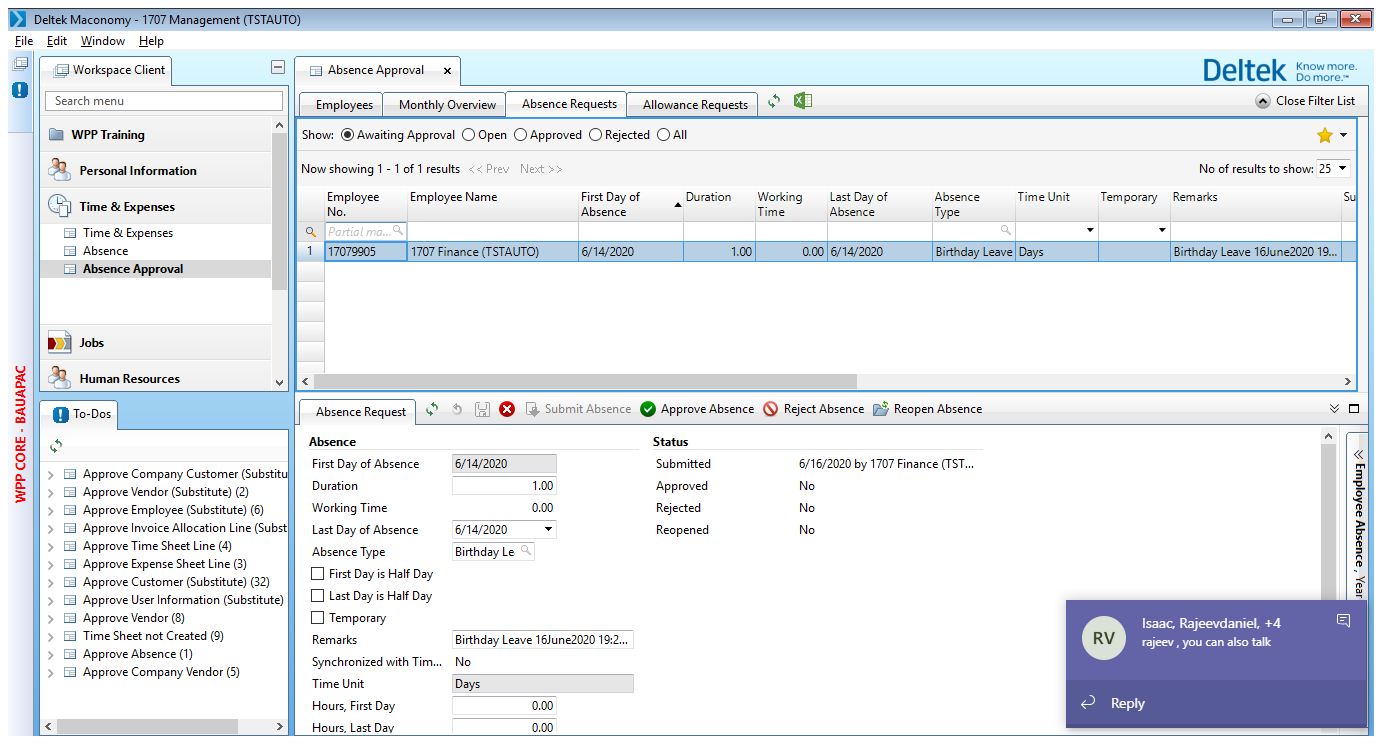 Deltek Maconomy - 1707 Management (TSTAUTO)
File Edit Window Help
Workspace Client
Search menu
WPP Training
Personal Information
Time & Expenses
Time & Expenses
Absence
Absence Approval
Jobs
Human Resources
WPP CORE - BAUAPAC
To-Dos
Approve Company Customer (Substitu
Approve Vendor (Substitute) (2)
Approve Employee (Substitute) (6)
Approve Invoice Allocation Line (Subst
Approve Time Sheet Line (4)
Approve Expense Sheet Line (3)
Approve Customer (Substitute) (32)
Approve User Information (Substitute)
Approve Vendor (8)
Time Sheet not Created (9)
Approve Absence (1)
Approve Company Vendor (5)
Absence Approval x
Deltek Know more. Do more.™
Employees Monthly Overview Absence Requests Allowance Requests Close Filter List
Show: Awaiting Approval Open Approved Rejected All
Now showing 1 - 1 of 1 results << Prev Next >> No of results to show: 25
Employee No. Employee Name First Day of Absence Duration Working Time Last Day of Absence Absence Type Time Unit Temporary Remarks Su
Partial ma...
1 17079905 1707 Finance (TSTAUTO) 6/14/2020 1.00 0.00 6/14/2020 Birthday Leave Days Birthday Leave 16June2020 19...
Absence Request Submit Absence Approve Absence Reject Absence Reopen Absence
Absence
First Day of Absence 6/14/2020
Duration 1.00
Working Time 0.00
Last Day of Absence 6/14/2020
Absence Type Birthday Le
First Day is Half Day
Last Day is Half Day
Temporary
Remarks Birthday Leave 16June2020 19:2...
Synchronized with Tim... No
Time Unit Days
Hours, First Day 0.00
Hours, Last Day 0.00
Status
Submitted 6/16/2020 by 1707 Finance (TST...
Approved No
Rejected No
Reopened No
Employee Absence, Year
RV
Isaac, Rajeevdaniel, +4
rajeev , you can also talk
Reply